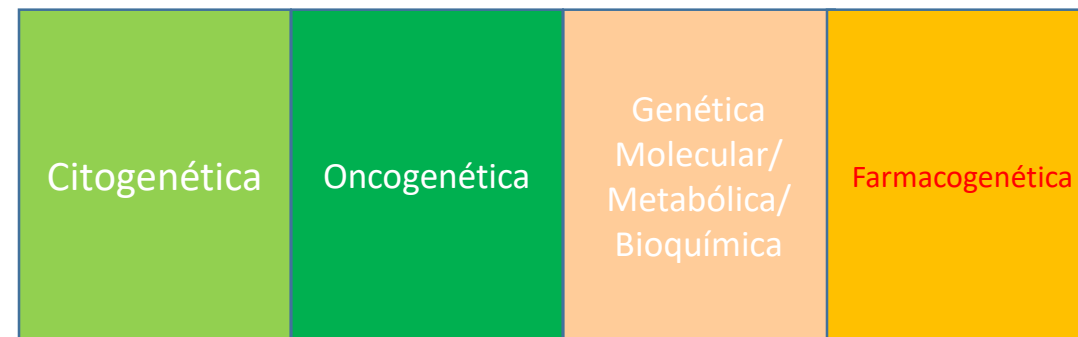 Citogenética
Oncogenética
Genética
Molecular/
Metabólica/
Bioquímica
Farmacogenética